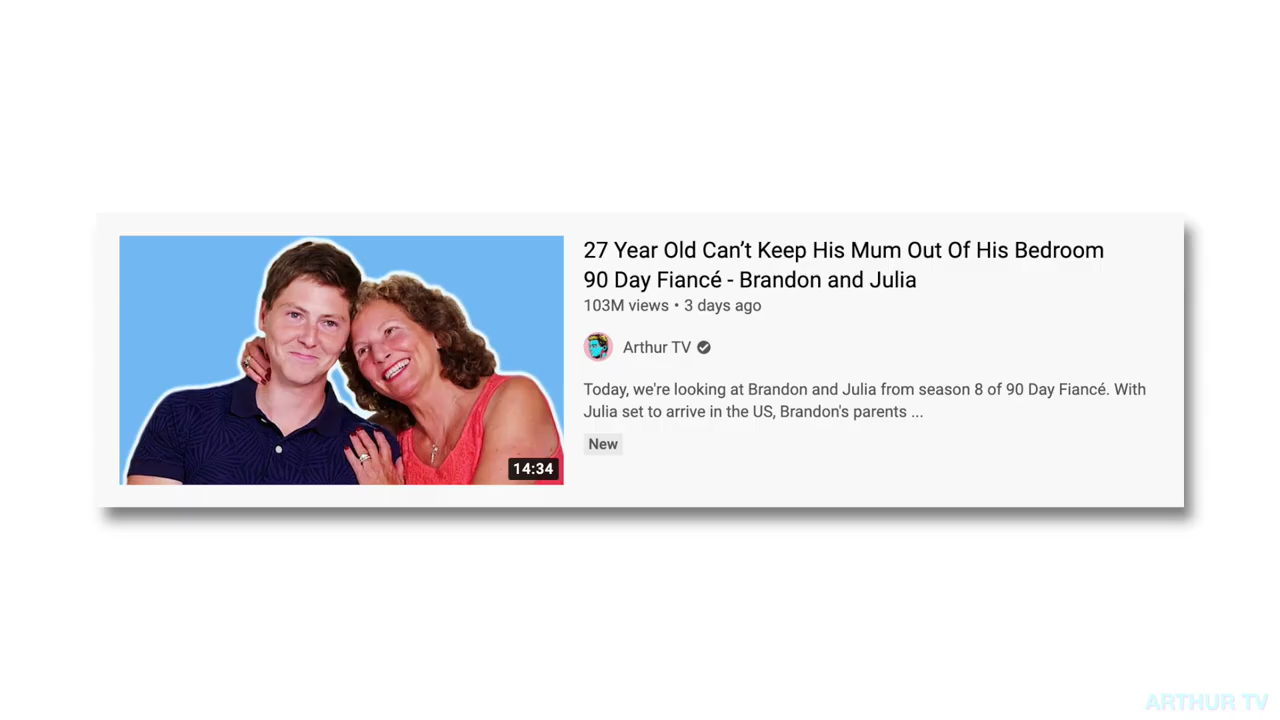 27 Year Old Can’t Keep His Mum Out Of His Bedroom
90 Day Fiancé - Brandon and Julia
103M views • 3 days ago
Arthur TV
Today, we're looking at Brandon and Julia from season 8 of 90 Day Fiancé. With
Julia set to arrive in the US, Brandon's parents ...
New
14:34
ARTHUR TV